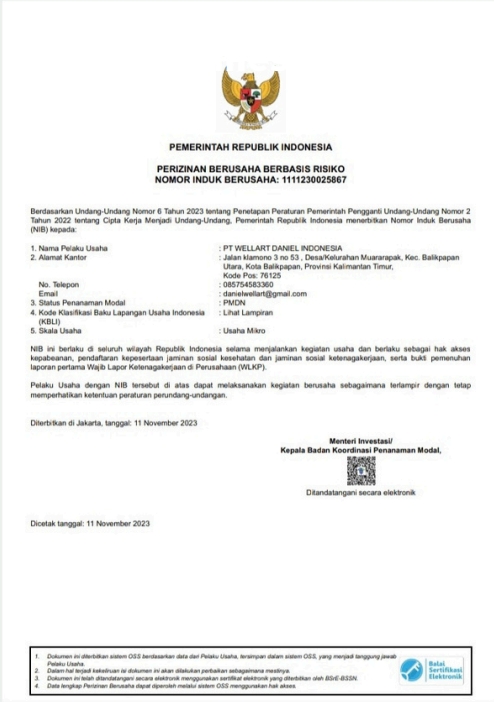 PEMERINTAH REPUBLIK INDONESIA
PERIZINAN BERUSAHA BERBASIS RISIKO
NOMOR INDUK BERUSAHA: 1111230025867
Berdasarkan Undang-Undang Nomor 6 Tahun 2023 tentang Penetapan Peraturan Pemerintah Pengganti Undang-Undang Nomor 2
Tahun 2022 tentang Cipta Kerja Menjadi Undang-Undang, Pemerintah Republik Indonesia menerbitkan Nomor Induk Berusaha
(NIB) kepada:
1. Nama Pelaku Usaha : PT WELLART DANIEL INDONESIA
2. Alamat Kantor : Jalan klamono 3 no 53 , Desa/Kelurahan Muararapak, Kec. Balikpapan
Utara, Kota Balikpapan, Provinsi Kalimantan Timur,
Kode Pos: 76125
No. Telepon : 085754583360
Email : danielwellart@gmail.com
3. Status Penanaman Modal : PMDN
4. Kode Klasifikasi Baku Lapangan Usaha Indonesia : Lihat Lampiran
(KBLI)
5. Skala Usaha : Usaha Mikro
NIB ini berlaku di seluruh wilayah Republik Indonesia selama menjalankan kegiatan usaha dan berlaku sebagai hak akses
kepabeanan, pendaftaran kepesertaan jaminan sosial kesehatan dan jaminan sosial ketenagakerjaan, serta bukti pemenuhan
laporan pertama Wajib Lapor Ketenagakerjaan di Perusahaan (WLKP).
Pelaku Usaha dengan NIB tersebut di atas dapat melaksanakan kegiatan berusaha sebagaimana terlampir dengan tetap
memperhatikan ketentuan peraturan perundang-undangan.
Diterbitkan di Jakarta, tanggal: 11 November 2023
Menteri Investasi/
Kepala Badan Koordinasi Penanaman Modal,
Ditandatangani secara elektronik
Dicetak tanggal: 11 November 2023
1. Dokumen ini diterbitkan sistem OSS berdasarkan data dari Pelaku Usaha, tersimpan dalam sistem OSS, yang menjadi tanggung jawab
Pelaku Usaha.
2. Dalam hal terjadi kekeliruan isi dokumen ini akan dilakukan perbaikan sebagaimana mestinya.
3. Dokumen ini telah ditandatangani secara elektronik menggunakan sertifikat elektronik yang diterbitkan oleh BSrE-BSSN.
4. Data lengkap Perizinan Berusaha dapat diperoleh melalui sistem OSS menggunakan hak akses.
Balai
Sertifikasi
Elektronik